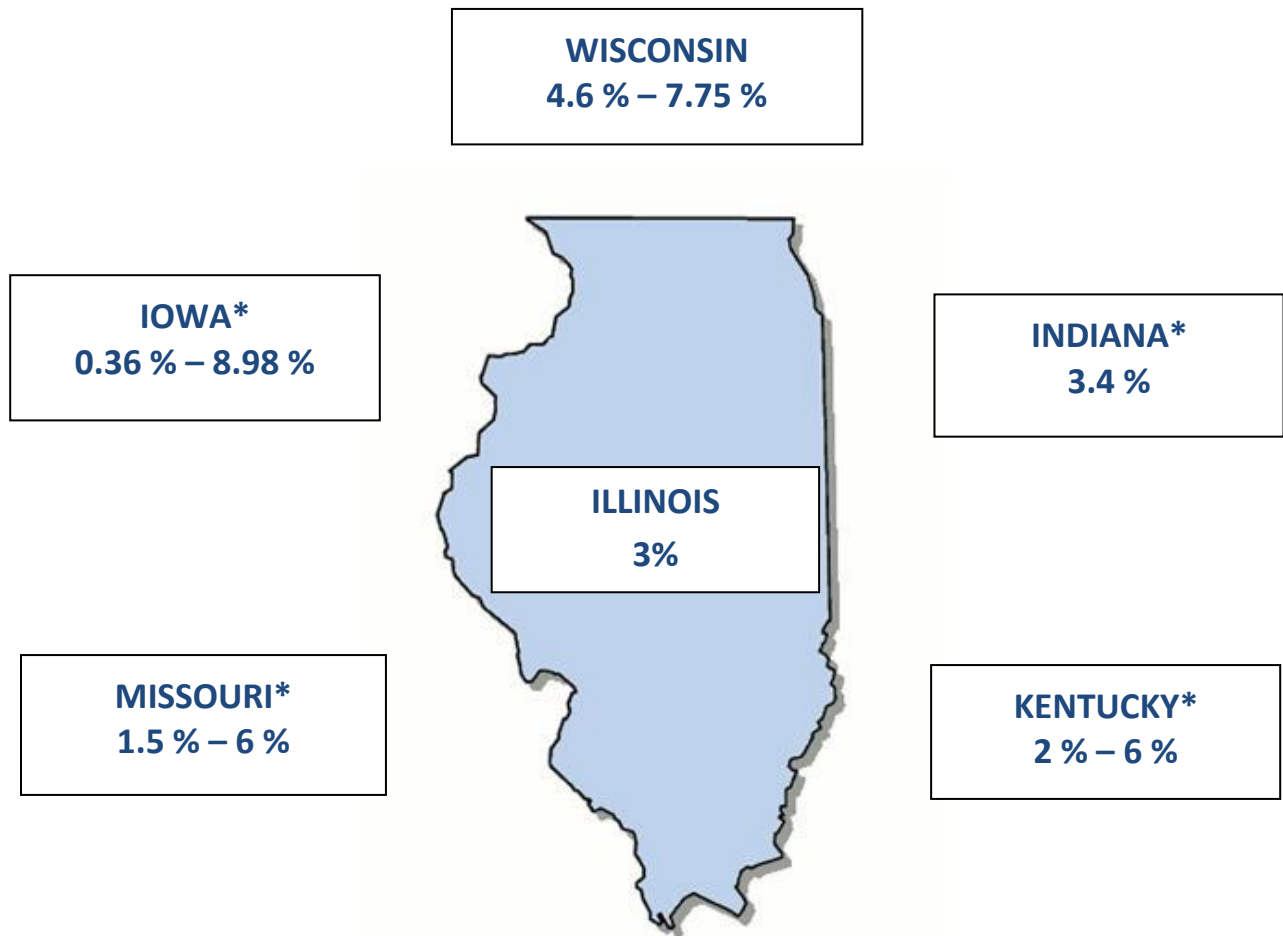 WISCONSIN
4.6 % – 7.75 %
IOWA*
0.36 % – 8.98 %
INDIANA*
3.4 %
ILLINOIS
3%
MISSOURI*
1.5 % – 6 %
KENTUCKY*
2 % – 6 %